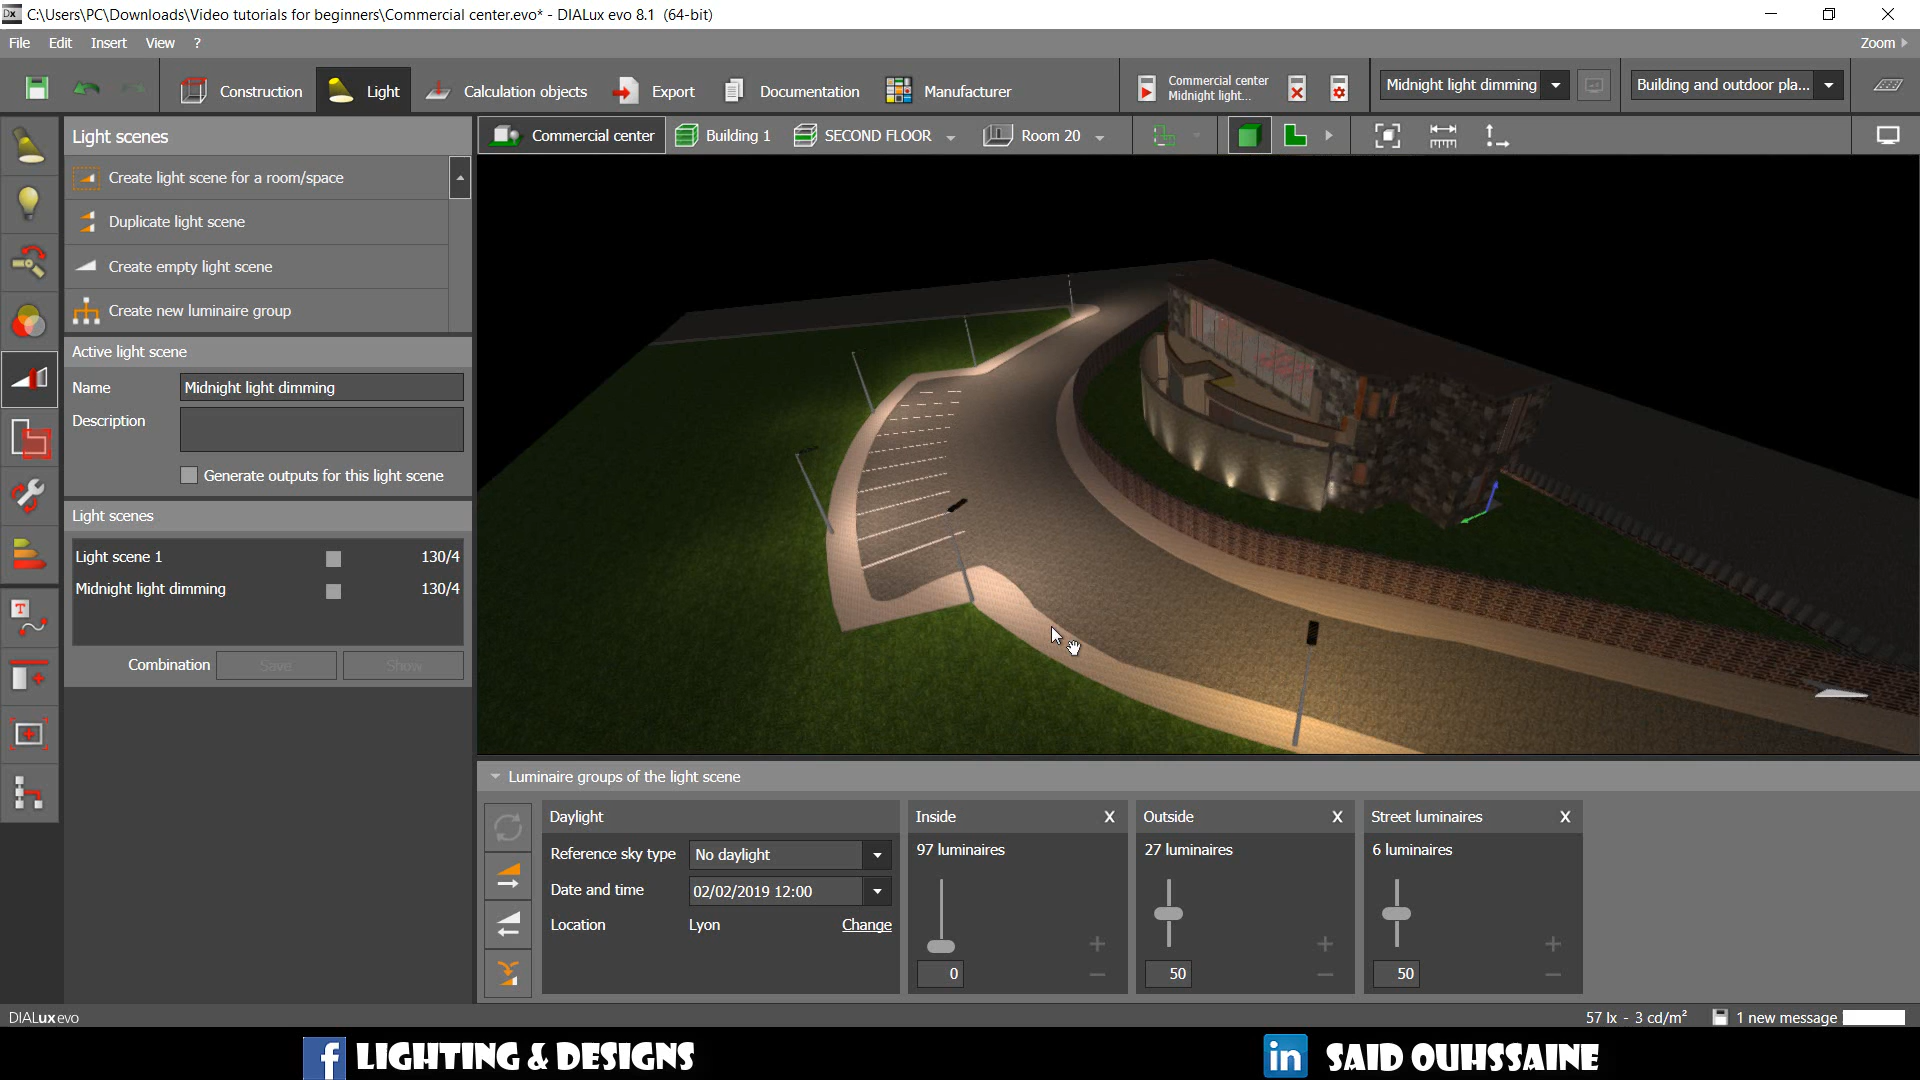 C:\Users\PC\Downloads\Video tutorials for beginners\Commercial center.evo* - DIALux evo 8.1 (64-bit)
File Edit Insert View ? Zoom
Construction Light Calculation objects Export Documentation Manufacturer
Commercial center
Midnight light...
Midnight light dimming
Building and outdoor pla...
Light scenes
Commercial center Building 1 SECOND FLOOR Room 20
Create light scene for a room/space
Duplicate light scene
Create empty light scene
Create new luminaire group
Active light scene
Name Midnight light dimming
Description
Generate outputs for this light scene
Light scenes
Light scene 1 130/4
Midnight light dimming 130/4
Combination Save Show
Luminaire groups of the light scene
Daylight
Reference sky type No daylight
Date and time 02/02/2019 12:00
Location Lyon Change
Inside X
97 luminaires
0
Outside X
27 luminaires
50
Street luminaires X
6 luminaires
50
DIALux evo
57 lx - 3 cd/m²
1 new message
f LIGHTING & DESIGNS
in SAID OUHSSAINE